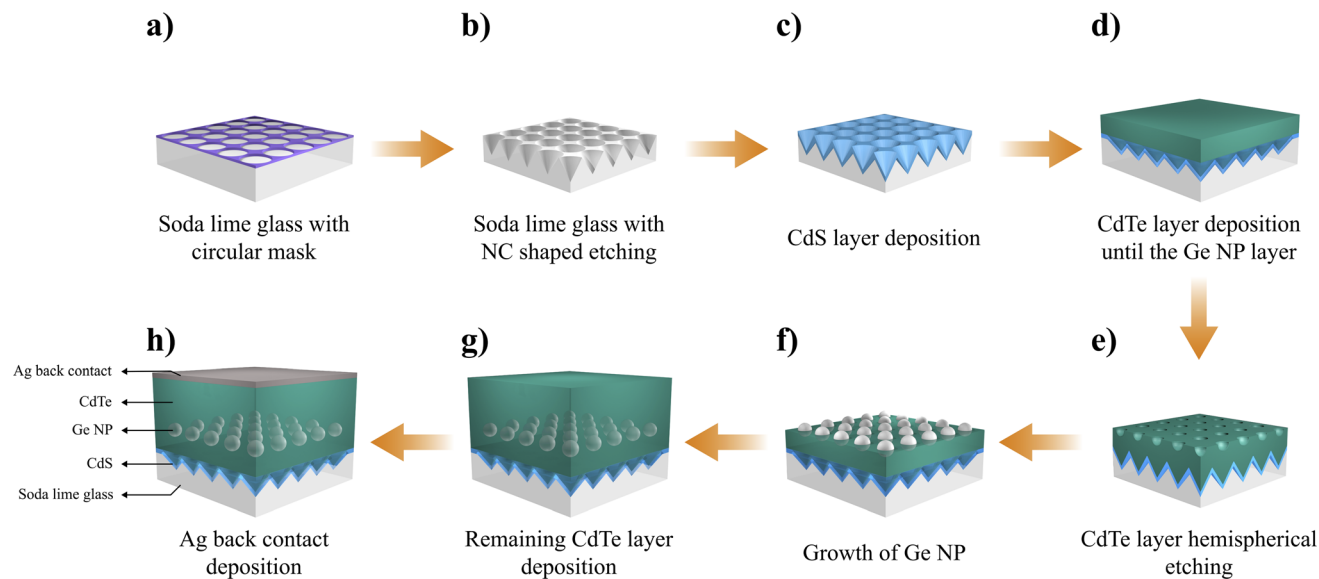 a)
Soda lime glass with
circular mask
b)
Soda lime glass with
NC shaped etching
c)
CdS layer deposition
d)
CdTe layer deposition
until the Ge NP layer
e)
CdTe layer hemispherical
etching
f)
Growth of Ge NP
g)
Remaining CdTe layer
deposition
h)
Ag back contact
CdTe
Ge NP
CdS
Soda lime glass
Ag back contact
deposition